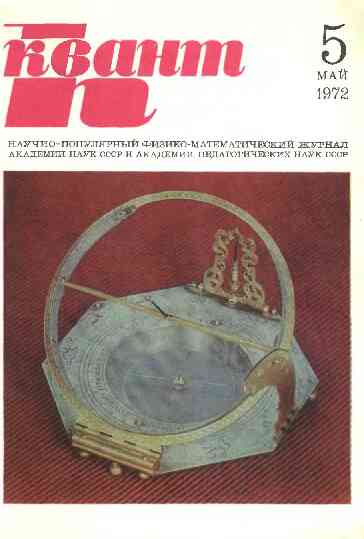 квант
5
МАЙ
1972
НАУЧНО-ПОПУЛЯРНЫЙ ФИЗИКО-МАТЕМАТИЧЕСКИЙ ЖУРНАЛ
АКАДЕМИИ НАУК СССР И АКАДЕМИИ ПЕДАГОГИЧЕСКИХ НАУК СССР